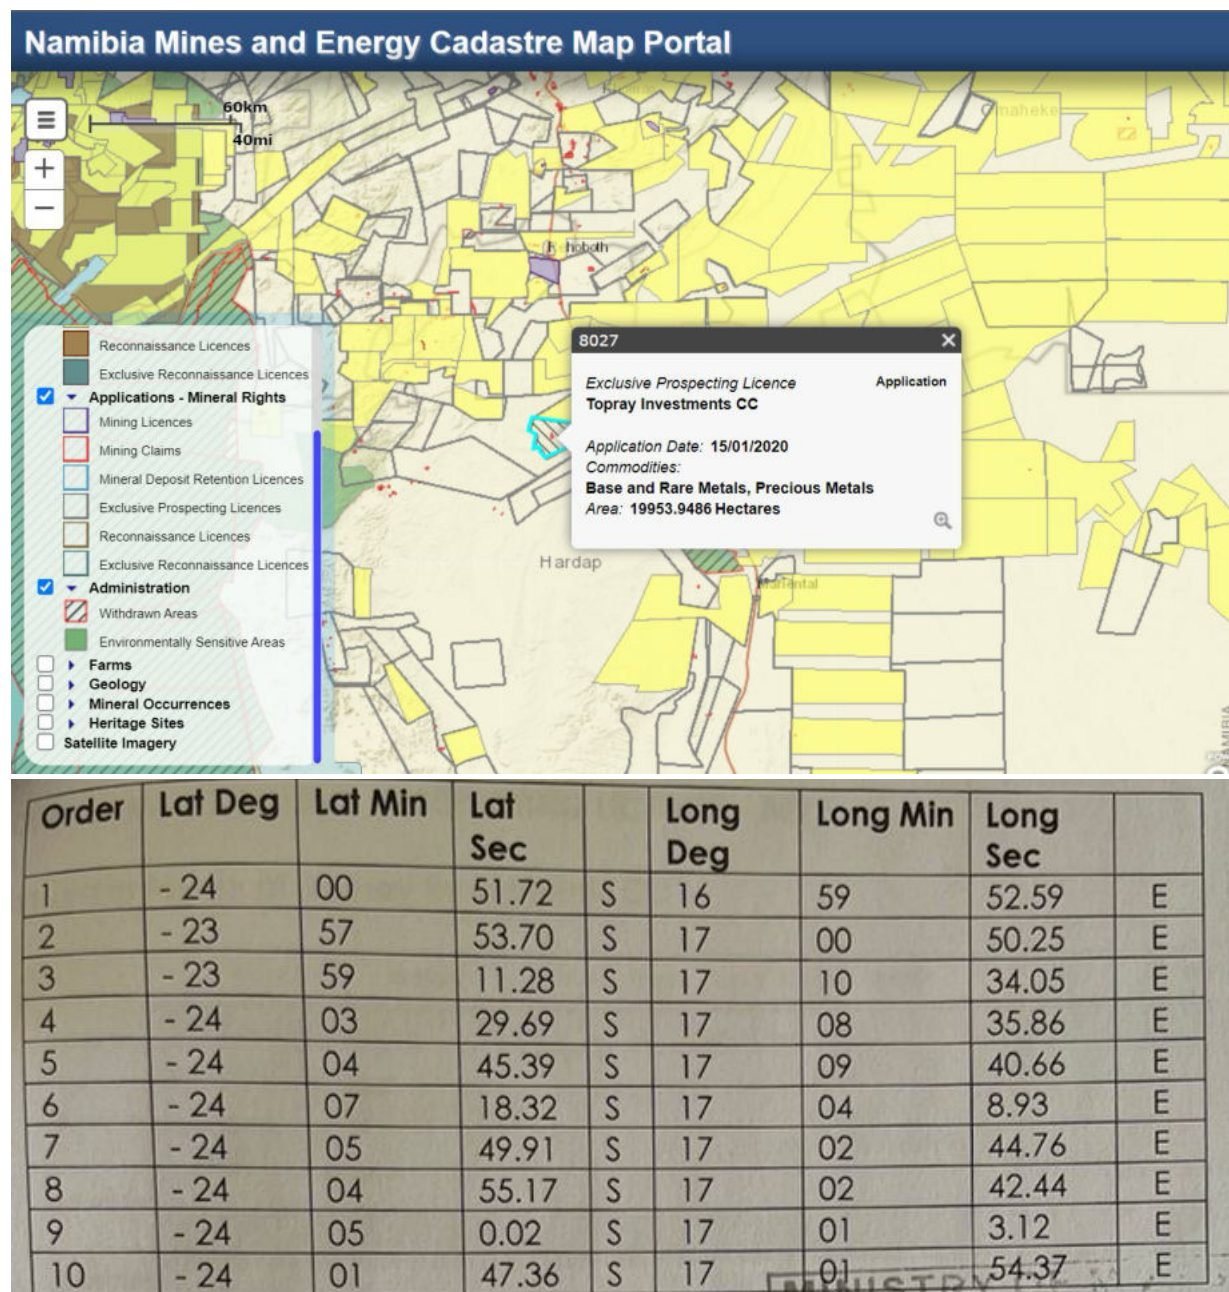 Namibia Mines and Energy Cadastre Map Portal
60km
40mi
Omaheke
hoboth
Reconnaissance Licences
Exclusive Reconnaissance Licences
Applications - Mineral Rights
Mining Licences
Mining Claims
Mineral Deposit Retention Licences
Exclusive Prospecting Licences
Reconnaissance Licences
Exclusive Reconnaissance Licences
Administration
Withdrawn Areas
Environmentally Sensitive Areas
Farms
Geology
Mineral Occurrences
Heritage Sites
Satellite Imagery
8027
Exclusive Prospecting Licence Application
Topray Investments CC
Application Date: 15/01/2020
Commodities:
Base and Rare Metals, Precious Metals
Area: 19953.9486 Hectares
Hardap
Mariental
Order Lat Deg Lat Min Lat Sec Long Deg Long Min Long Sec
1 - 24 00 51.72 S 16 59 52.59 E
2 - 23 57 53.70 S 17 00 50.25 E
3 - 23 59 11.28 S 17 10 34.05 E
4 - 24 03 29.69 S 17 08 35.86 E
5 - 24 04 45.39 S 17 09 40.66 E
6 - 24 07 18.32 S 17 04 8.93 E
7 - 24 05 49.91 S 17 02 44.76 E
8 - 24 04 55.17 S 17 02 42.44 E
9 - 24 05 0.02 S 17 01 3.12 E
10 - 24 01 47.36 S 17 01 54.37 E
MINISTRY